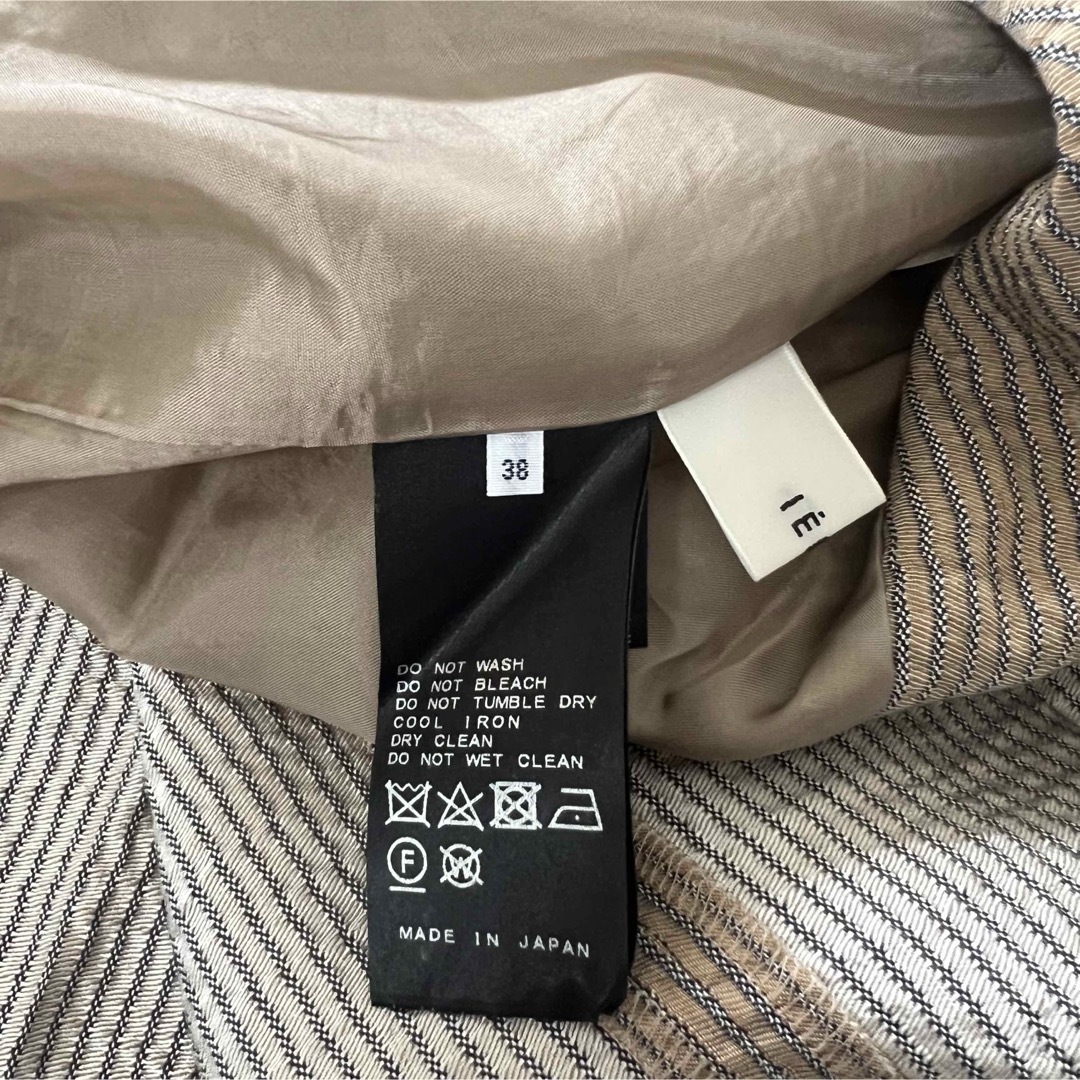 38
DO NOT WASH
DO NOT BLEACH
DO NOT TUMBLE DRY
COOL IRON
DRY CLEAN
DO NOT WET CLEAN
F W
MADE IN JAPAN